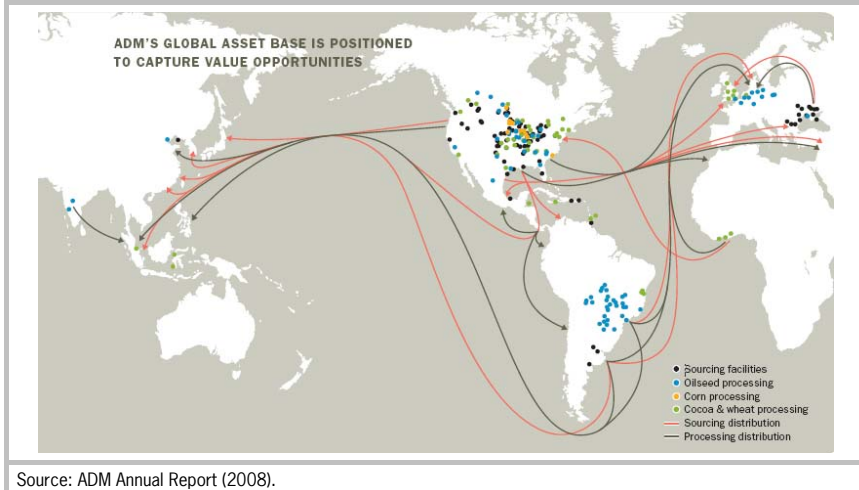 ADM'S GLOBAL ASSET BASE IS POSITIONED
TO CAPTURE VALUE OPPORTUNITIES
Sourcing facilities
Oilseed processing
Corn processing
Cocoa & wheat processing
Sourcing distribution
Processing distribution
Source: ADM Annual Report (2008).